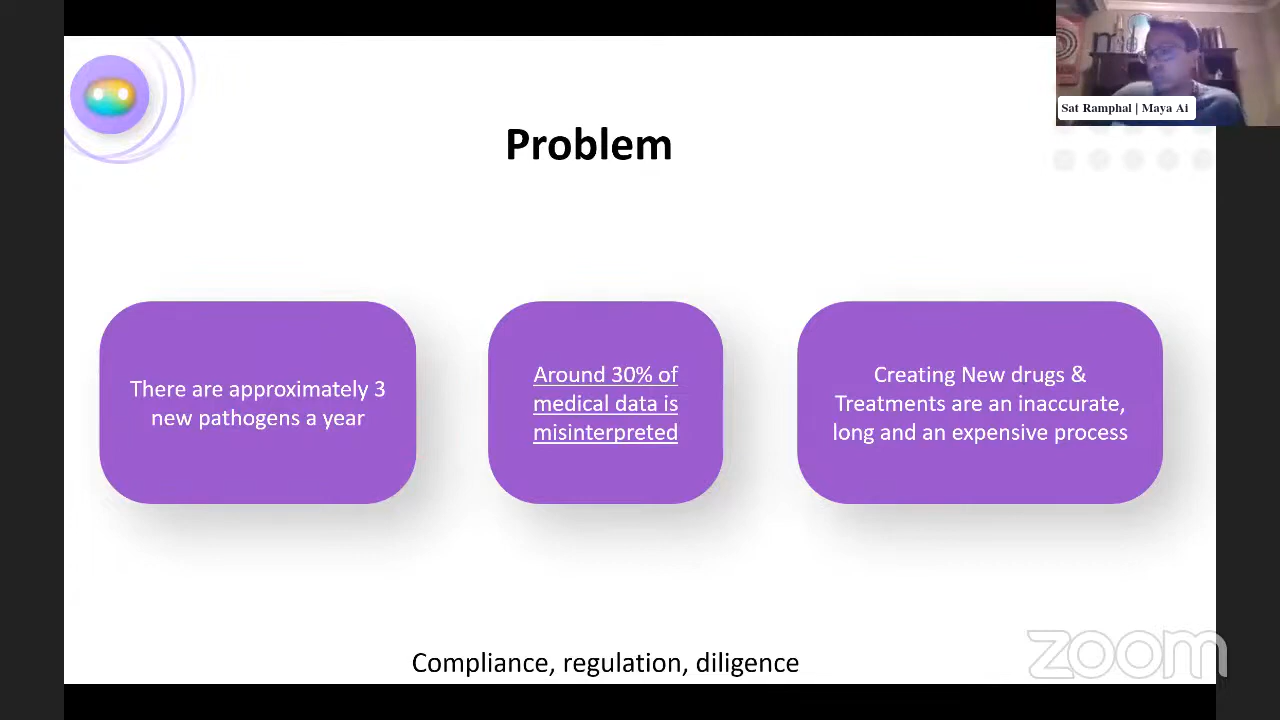 Sat Ramphal | Maya Ai
Problem
There are approximately 3
new pathogens a year
Around 30% of
medical data is
misinterpreted
Creating New drugs &
Treatments are an inaccurate,
long and an expensive process
Compliance, regulation, diligence
zoom